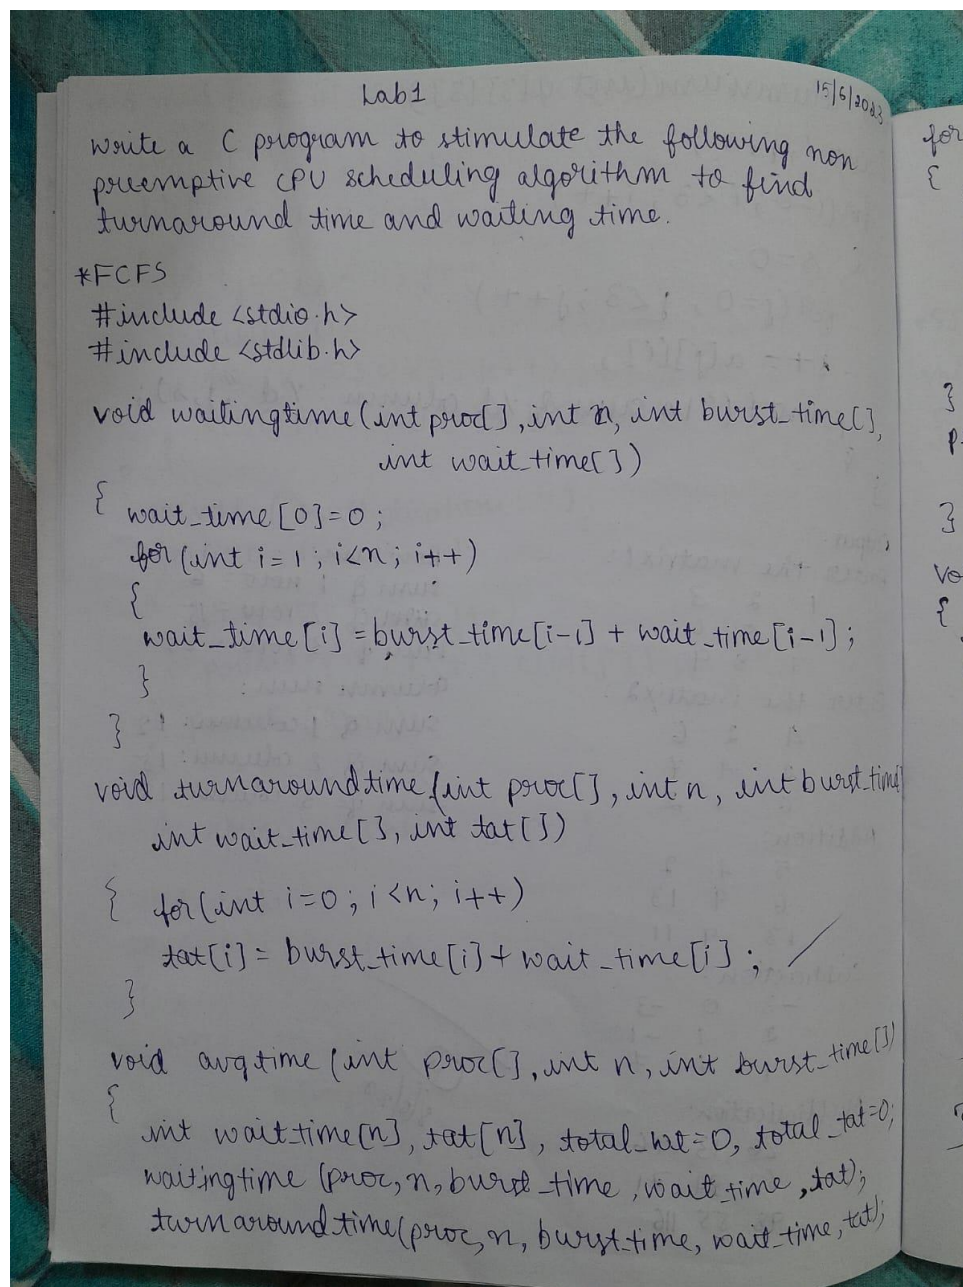 Lab 1
15/6/2023
write a C program to stimulate the following non
preemptive CPU scheduling algorithm to find
turnaround time and waiting time.
*FCFS
#include <stdio.h>
#include <stdlib.h>
void waitingtime (int proc[], int n, int burst_time[],
int wait_time[])
{
wait_time [0]=0;
for (int i=1; i<n; i++)
{
wait_time [i] = burst_time[i-1] + wait_time [i-1];
}
}
void turnaroundtime (int proc[], int n, int burst_time[]
int wait_time [], int tat[])
{ for (int i=0; i<n; i++)
tat[i] = burst_time[i] + wait_time[i];
}
void avgtime (int proc[], int n, int burst_time[])
{
int wait_time[n], tat[n], total_wt=0, total_tat=0;
waitingtime (proc, n, burst_time, wait_time, tat);
turnaroundtime(proc, n, burst_time, wait_time, tat);
for
{
}
p
}
vo
{